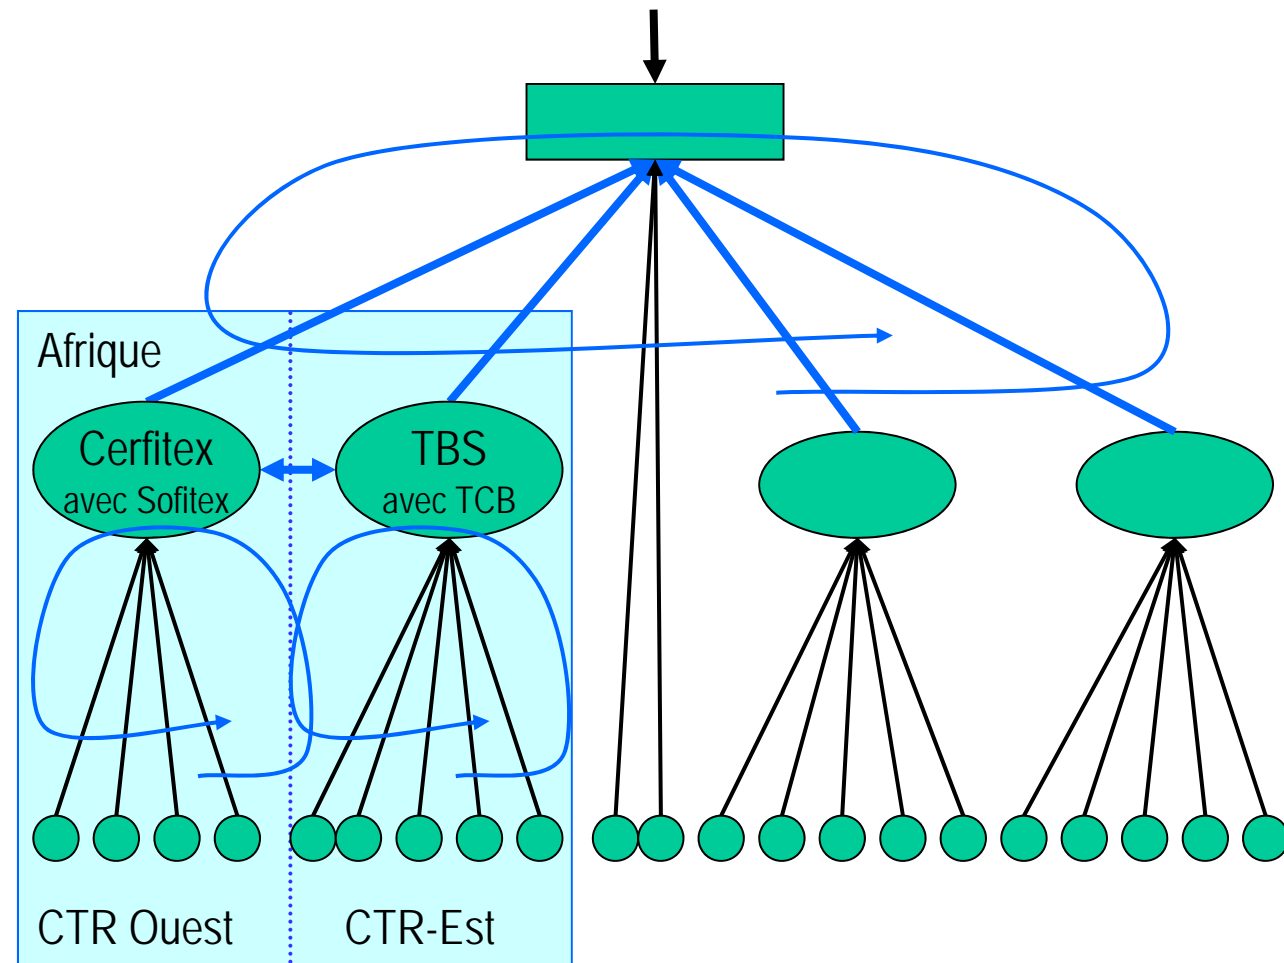 Afrique
Cerfitex
avec Sofitex
TBS
avec TCB
CTR Ouest
CTR-Est